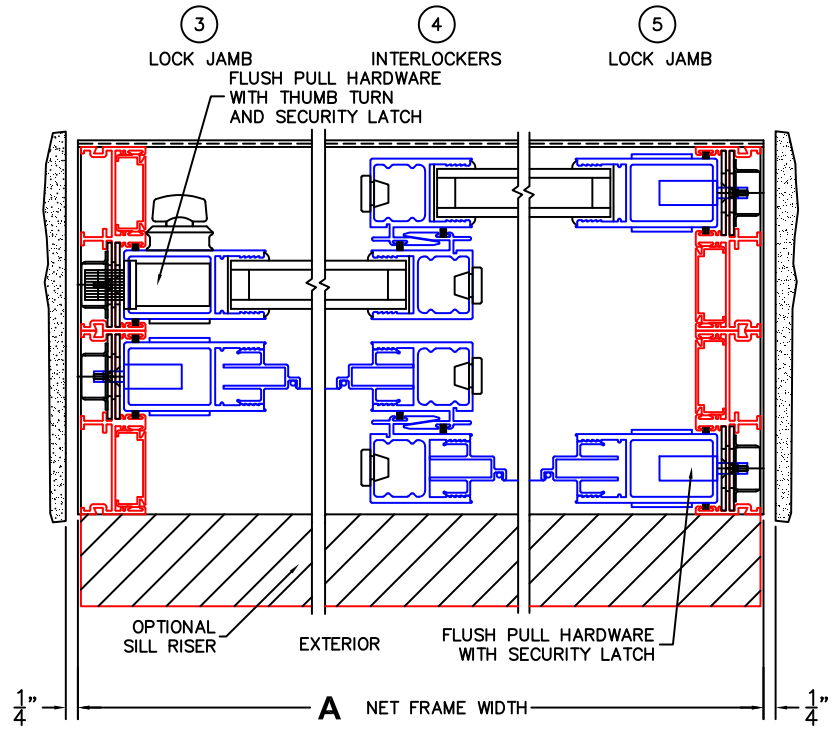 3
LOCK JAMB
4
INTERLOCKERS
5
LOCK JAMB
FLUSH PULL HARDWARE
WITH THUMB TURN
AND SECURITY LATCH
OPTIONAL
SILL RISER
EXTERIOR
FLUSH PULL HARDWARE
WITH SECURITY LATCH
1/4"
A NET FRAME WIDTH
1/4"